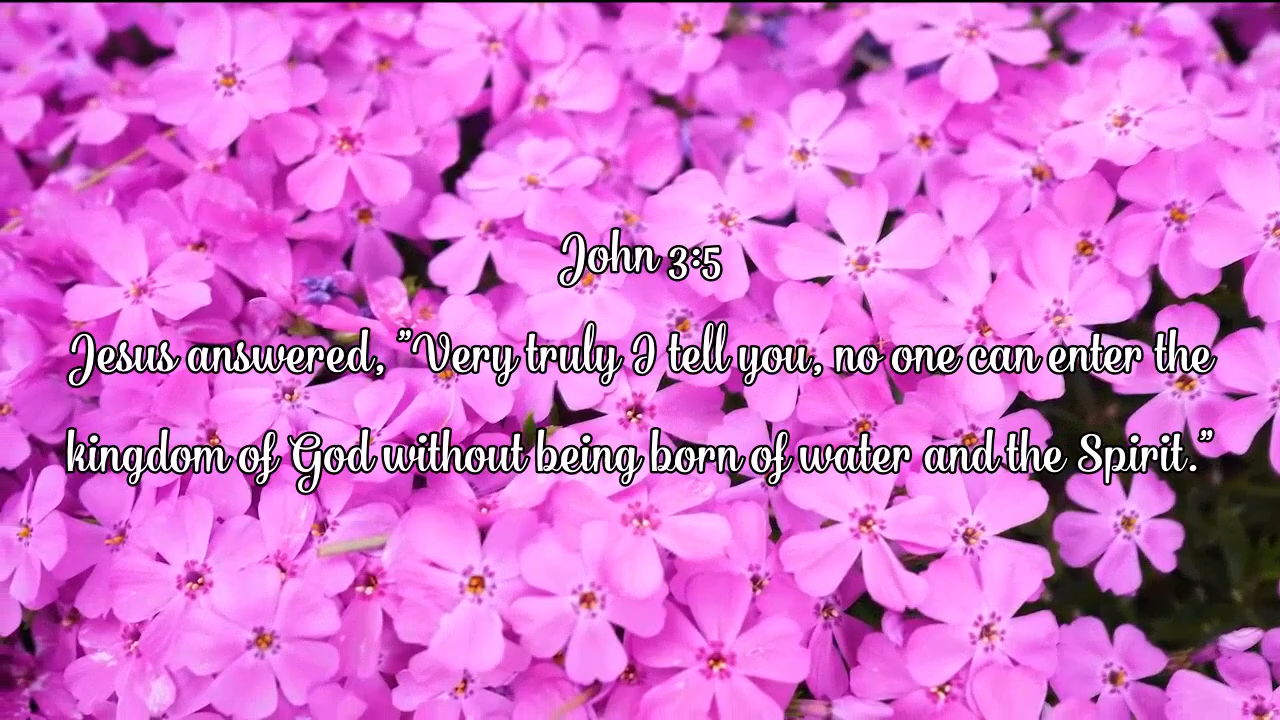 John 3:5
Jesus answered, "Very truly I tell you, no one can enter the
kingdom of God without being born of water and the Spirit."